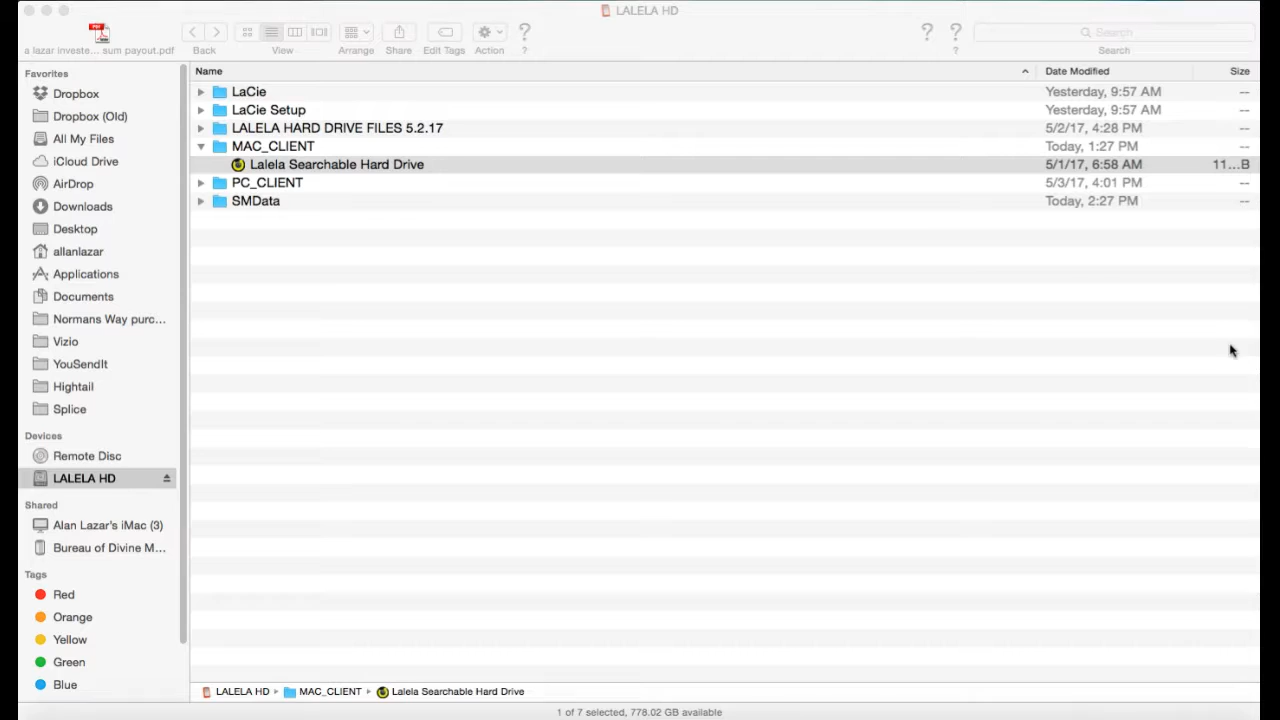 LALELA HD
a lazar investe... sum payout.pdf
Back
View
Arrange
Share
Edit Tags
Action
?
?
?
?
?
Search
Search
Favorites
Dropbox
Dropbox (Old)
All My Files
iCloud Drive
AirDrop
Downloads
Desktop
allanlazar
Applications
Documents
Normans Way purc...
Vizio
YouSendIt
Hightail
Splice
Devices
Remote Disc
LALELA HD
Shared
Alan Lazar's iMac (3)
Bureau of Divine M...
Tags
Red
Orange
Yellow
Green
Blue
Name Date Modified Size
LaCie Yesterday, 9:57 AM --
LaCie Setup Yesterday, 9:57 AM --
LALELA HARD DRIVE FILES 5.2.17 5/2/17, 4:28 PM --
MAC_CLIENT Today, 1:27 PM --
Lalela Searchable Hard Drive 5/1/17, 6:58 AM 11...B
PC_CLIENT 5/3/17, 4:01 PM --
SMData Today, 2:27 PM --
LALELA HD MAC_CLIENT Lalela Searchable Hard Drive
1 of 7 selected, 778.02 GB available